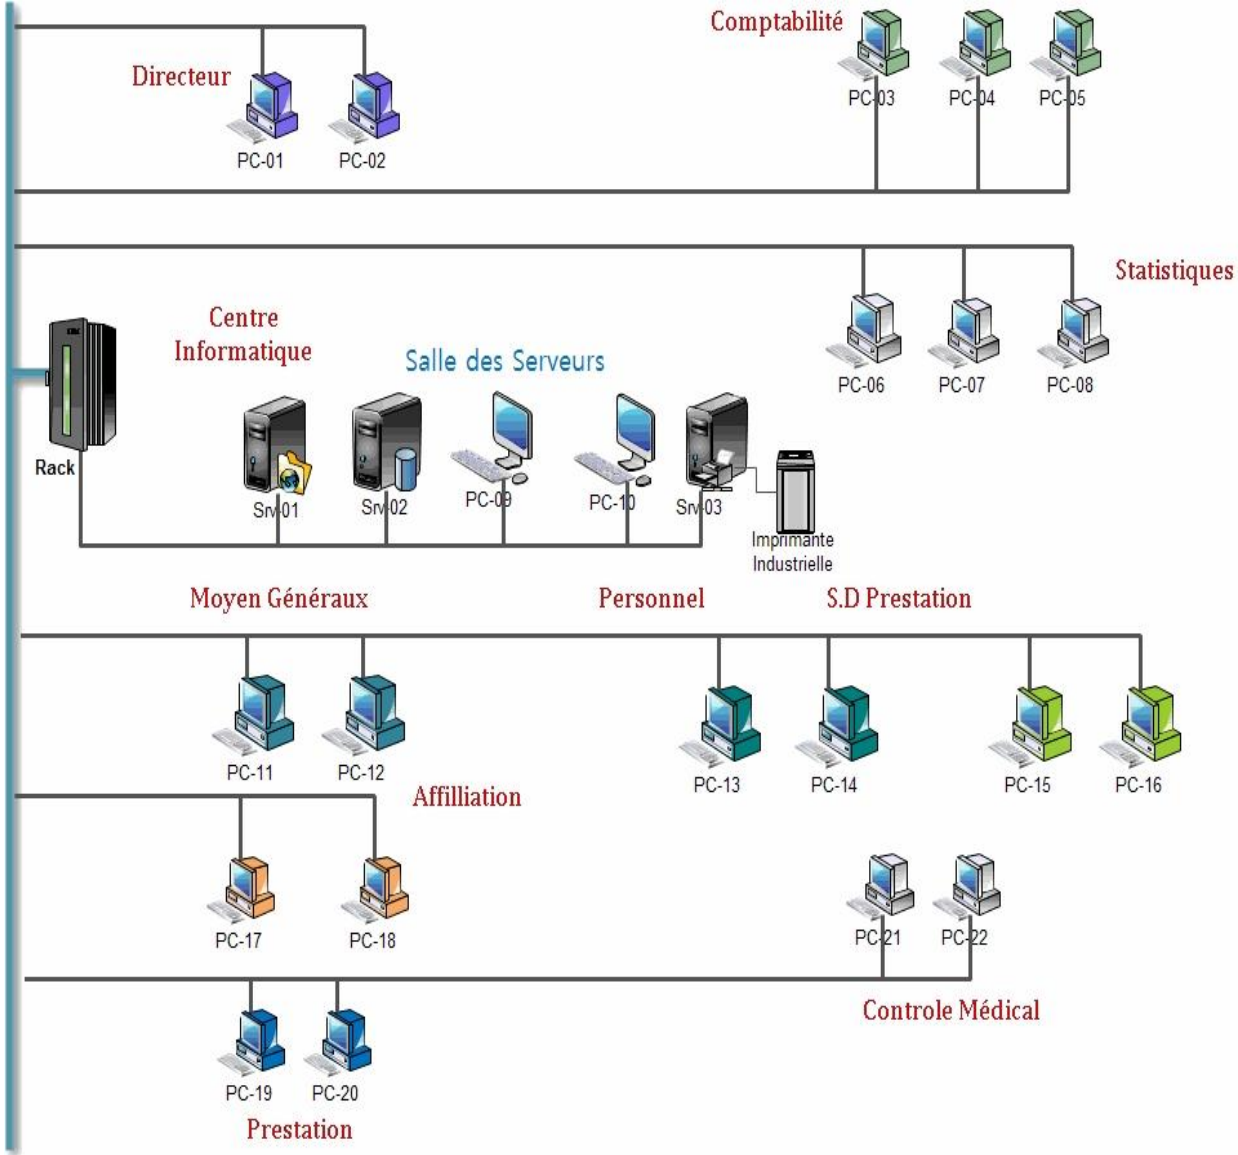 Comptabilité
Directeur
PC-03 PC-04 PC-05
PC-01 PC-02
Statistiques
Centre
Informatique
Salle des Serveurs
PC-06 PC-07 PC-08
Rack
Srv-01 Srv-02 PC-09 PC-10 Srv-03
Imprimante
Industrielle
Moyen Généraux Personnel S.D Prestation
PC-11 PC-12 PC-13 PC-14 PC-15 PC-16
Affilliation
PC-17 PC-18 PC-21 PC-22
Controle Médical
PC-19 PC-20
Prestation